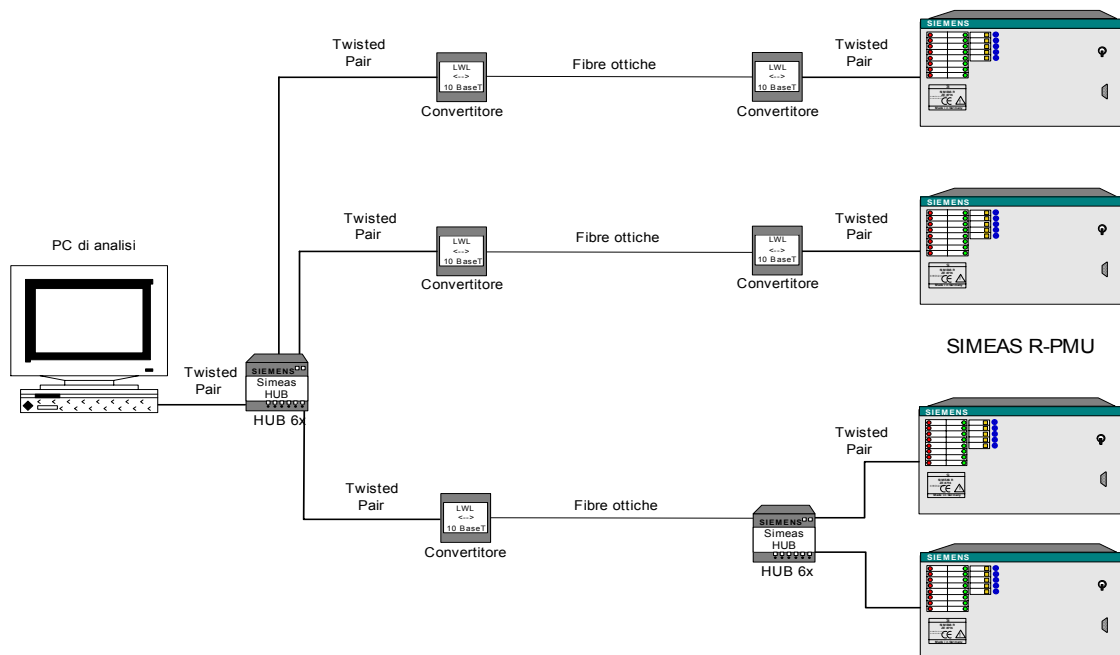 Twisted
Pair
LWL
<-->
10 BaseT
Convertitore
Fibre ottiche
LWL
<-->
10 BaseT
Convertitore
Twisted
Pair
SIEMENS
Twisted
Pair
LWL
<-->
10 BaseT
Convertitore
Fibre ottiche
LWL
<-->
10 BaseT
Convertitore
Twisted
Pair
SIEMENS
PC di analisi
SIMEAS R-PMU
Twisted
Pair
SIEMENS
Simeas
HUB
HUB 6x
Twisted
Pair
SIEMENS
Twisted
Pair
LWL
<-->
10 BaseT
Convertitore
Fibre ottiche
SIEMENS
Simeas
HUB
HUB 6x
SIEMENS